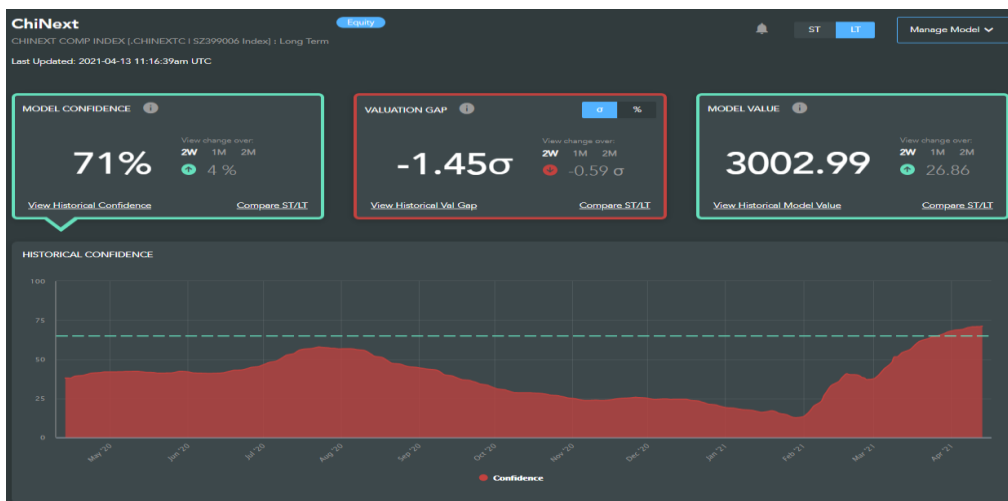 ChiNext
Equity
CHINEXT COMP INDEX [.CHINEXTC | SZ399006 Index] : Long Term
ST LT
Manage Model
Last Updated: 2021-04-13 11:16:39am UTC
MODEL CONFIDENCE i
71%
View change over:
2W 1M 2M
4 %
View Historical Confidence Compare ST/LT
VALUATION GAP i
σ %
-1.45σ
View change over:
2W 1M 2M
-0.59 σ
View Historical Val Gap Compare ST/LT
MODEL VALUE i
3002.99
View change over:
2W 1M 2M
26.86
View Historical Model Value Compare ST/LT
HISTORICAL CONFIDENCE
100
75
50
25
0
May '20 Jun '20 Jul '20 Aug '20 Sep '20 Oct '20 Nov '20 Dec '20 Jan '21 Feb '21 Mar '21 Apr '21
Confidence